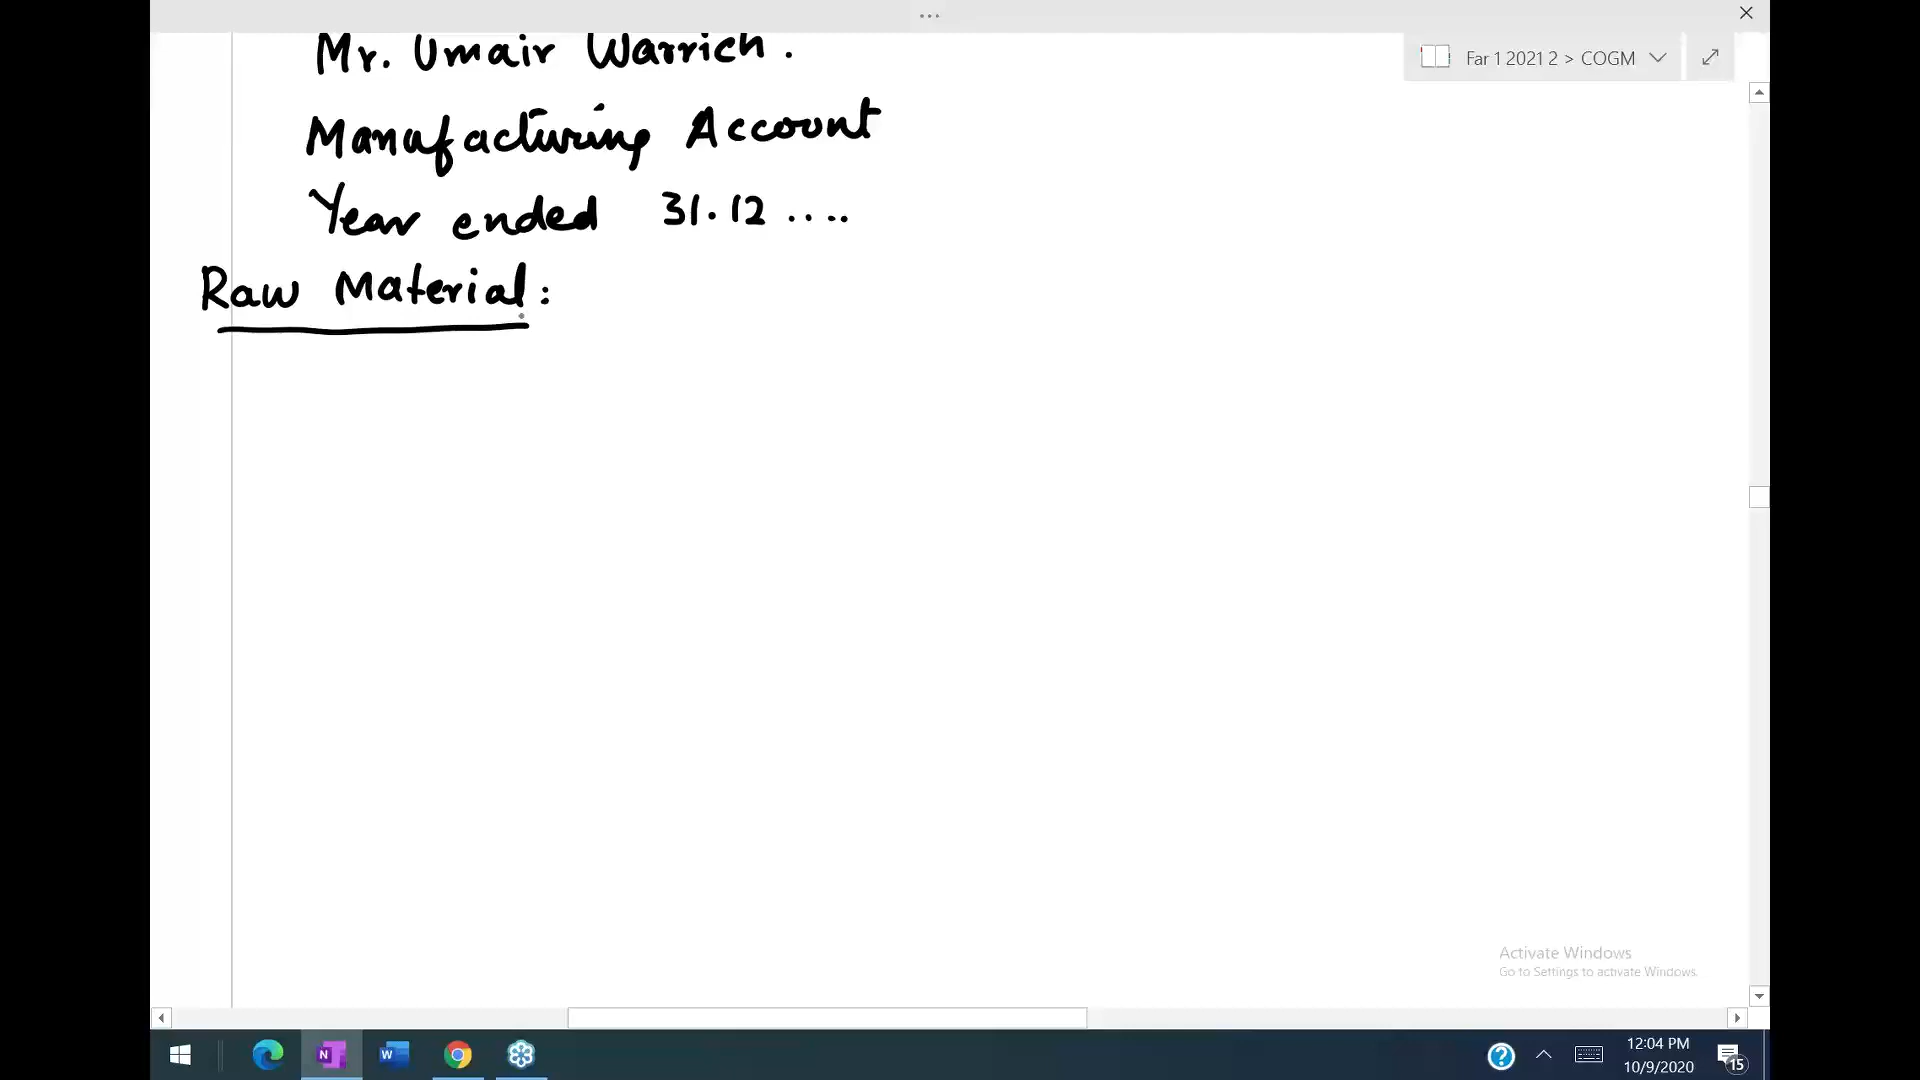 ...
Mr. Umair Warrich.
Far 1 2021 2 > COGM
Manufacturing Account
Year ended 31.12 ....
Raw Material:
Activate Windows
Go to Settings to activate Windows.
12:04 PM
10/9/2020
15